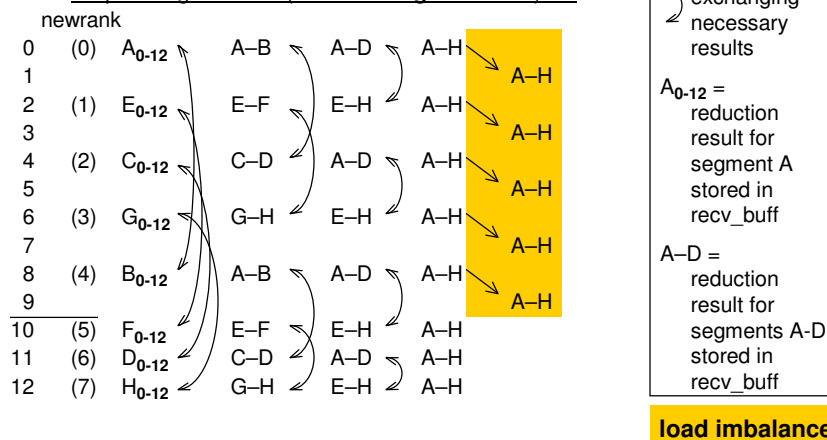 newrank
0 (0) A0-12 A–B A–D A–H
1 A–H
2 (1) E0-12 E–F E–H A–H
3 A–H
4 (2) C0-12 C–D A–D A–H
5 A–H
6 (3) G0-12 G–H E–H A–H
7 A–H
8 (4) B0-12 A–B A–D A–H
9 A–H
10 (5) F0-12 E–F E–H A–H
11 (6) D0-12 C–D A–D A–H
12 (7) H0-12 G–H E–H A–H
exchanging
necessary
results
A0-12 =
reduction
result for
segment A
stored in
recv_buff
A–D =
reduction
result for
segments A-D
stored in
recv_buff
load imbalance